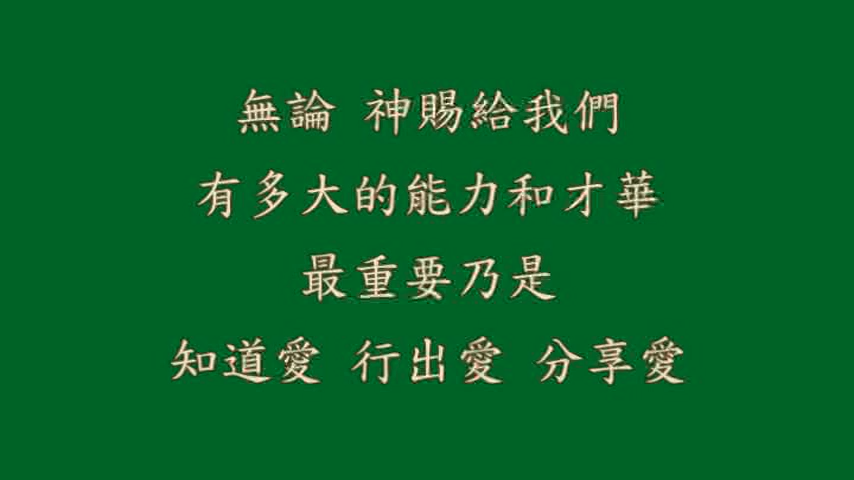 無論 神賜給我們
有多大的能力和才華
最重要乃是
知道愛 行出愛 分享愛